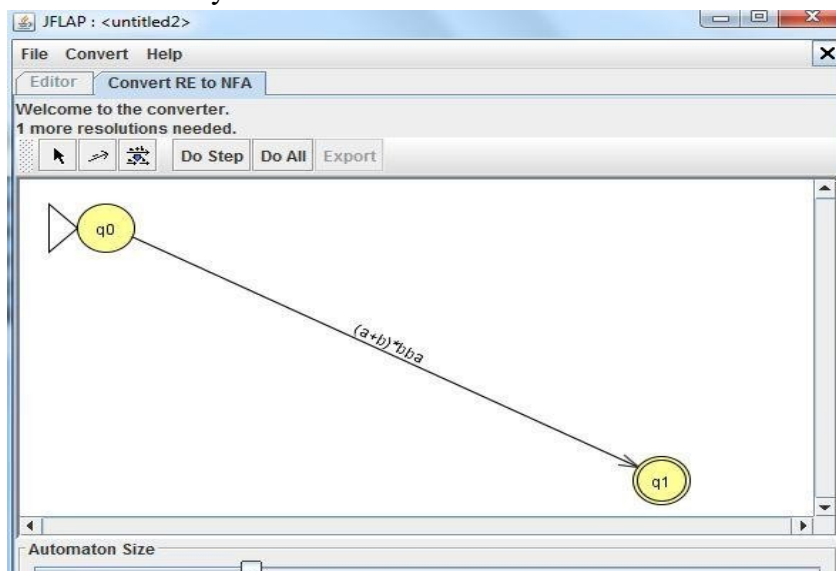 JFLAP : <untitled2>
File Convert Help
Editor Convert RE to NFA
Welcome to the converter.
1 more resolutions needed.
Do Step Do All Export
q0
(a+b)*bba
q1
Automaton Size